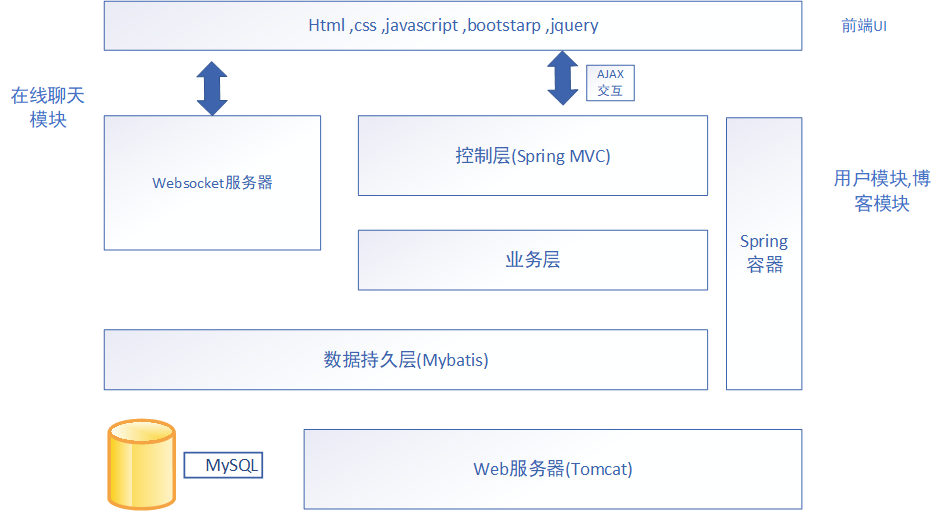 Html ,css ,javascript ,bootstarp ,jquery
前端UI
AJAX
交互
在线聊天
模块
Websocket服务器
控制层(Spring MVC)
用户模块,博
客模块
Spring
容器
业务层
数据持久层(Mybatis)
MySQL
Web服务器(Tomcat)